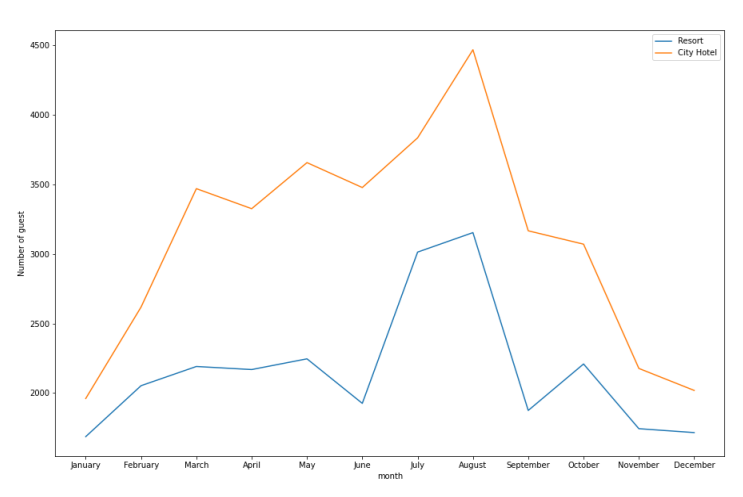 Resort
City Hotel
4500
4000
3500
3000
2500
2000
Number of guest
January February March April May June July August September October November December
month